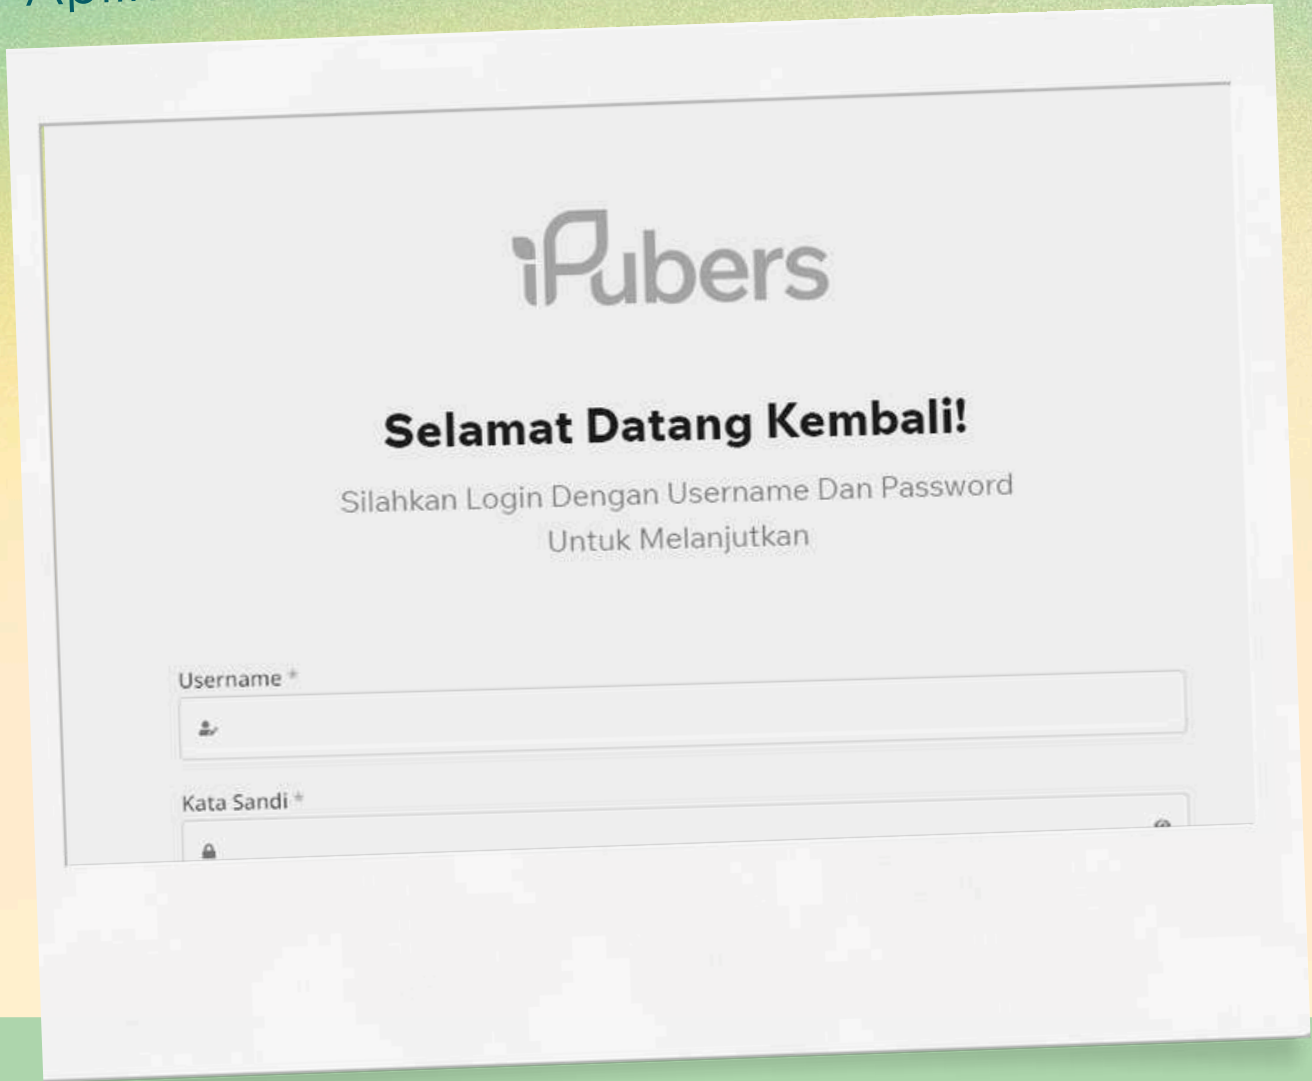 iPubers
Selamat Datang Kembali!
Silahkan Login Dengan Username Dan Password
Untuk Melanjutkan
Username *
Kata Sandi *